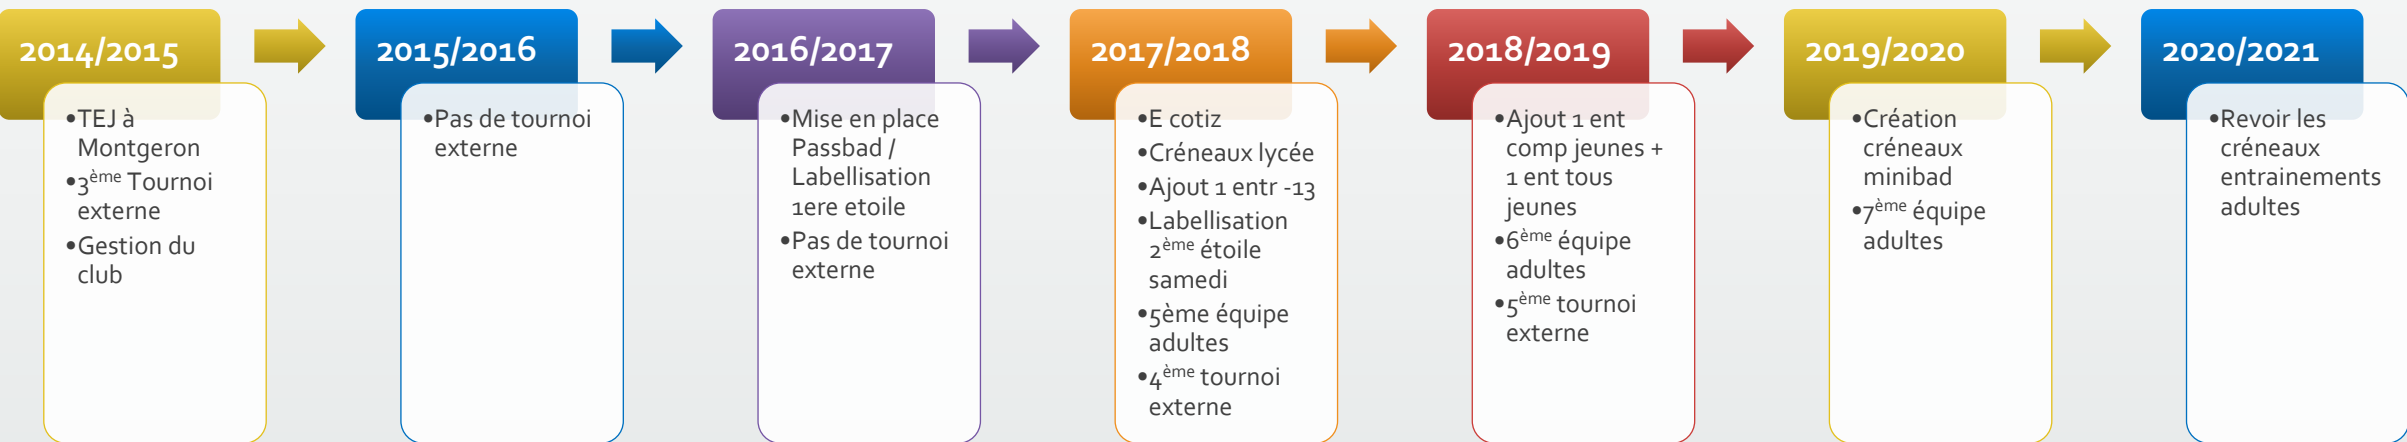 2014/2015
•TEJ à
Montgeron
•3ème Tournoi
externe
•Gestion du
club
2015/2016
•Pas de tournoi
externe
2016/2017
•Mise en place
Passbad /
Labellisation
1ere etoile
•Pas de tournoi
externe
2017/2018
•E cotiz
•Créneaux lycée
•Ajout 1 entr -13
•Labellisation
2ème étoile
samedi
•5ème équipe
adultes
•4ème tournoi
externe
2018/2019
•Ajout 1 ent
comp jeunes +
1 ent tous
jeunes
•6ème équipe
adultes
•5ème tournoi
externe
2019/2020
•Création
créneaux
minibad
•7ème équipe
adultes
2020/2021
•Revoir les
créneaux
entrainements
adultes